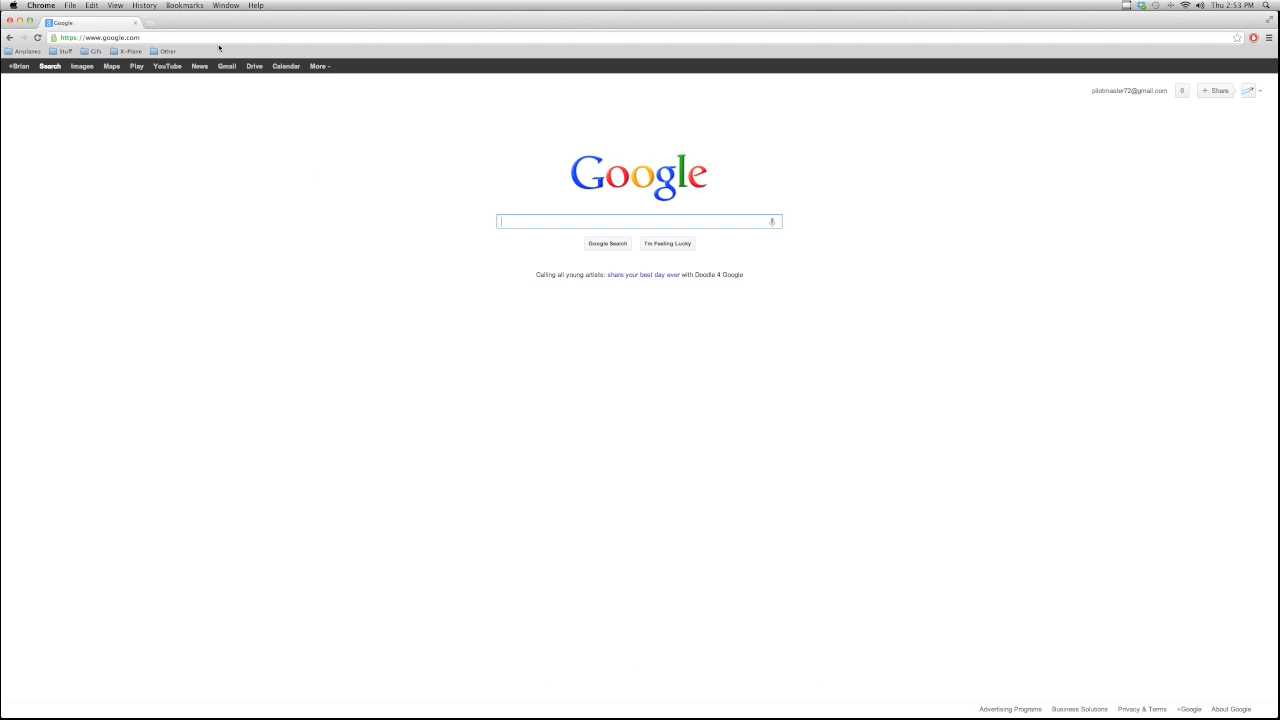 Chrome File Edit View History Bookmarks Window Help Thu 2:53 PM
Google
https://www.google.com
Airplanes Stuff Gifs X-Plane Other
+Brian Search Images Maps Play YouTube News Gmail Drive Calendar More
pilotmaster72@gmail.com 0 + Share
Google
Google Search I'm Feeling Lucky
Calling all young artists: share your best day ever with Doodle 4 Google
Advertising Programs Business Solutions Privacy & Terms +Google About Google